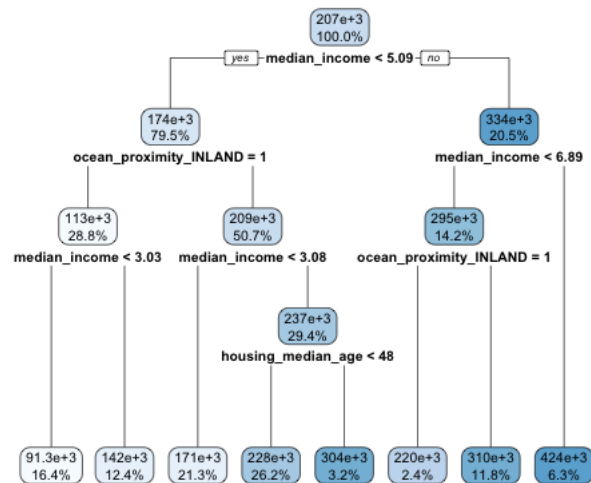 207e+3
100.0%
yes median_income < 5.09 no
174e+3
79.5%
ocean_proximity_INLAND = 1
334e+3
20.5%
median_income < 6.89
113e+3
28.8%
median_income < 3.03
209e+3
50.7%
median_income < 3.08
295e+3
14.2%
ocean_proximity_INLAND = 1
237e+3
29.4%
housing_median_age < 48
91.3e+3
16.4%
142e+3
12.4%
171e+3
21.3%
228e+3
26.2%
304e+3
3.2%
220e+3
2.4%
310e+3
11.8%
424e+3
6.3%